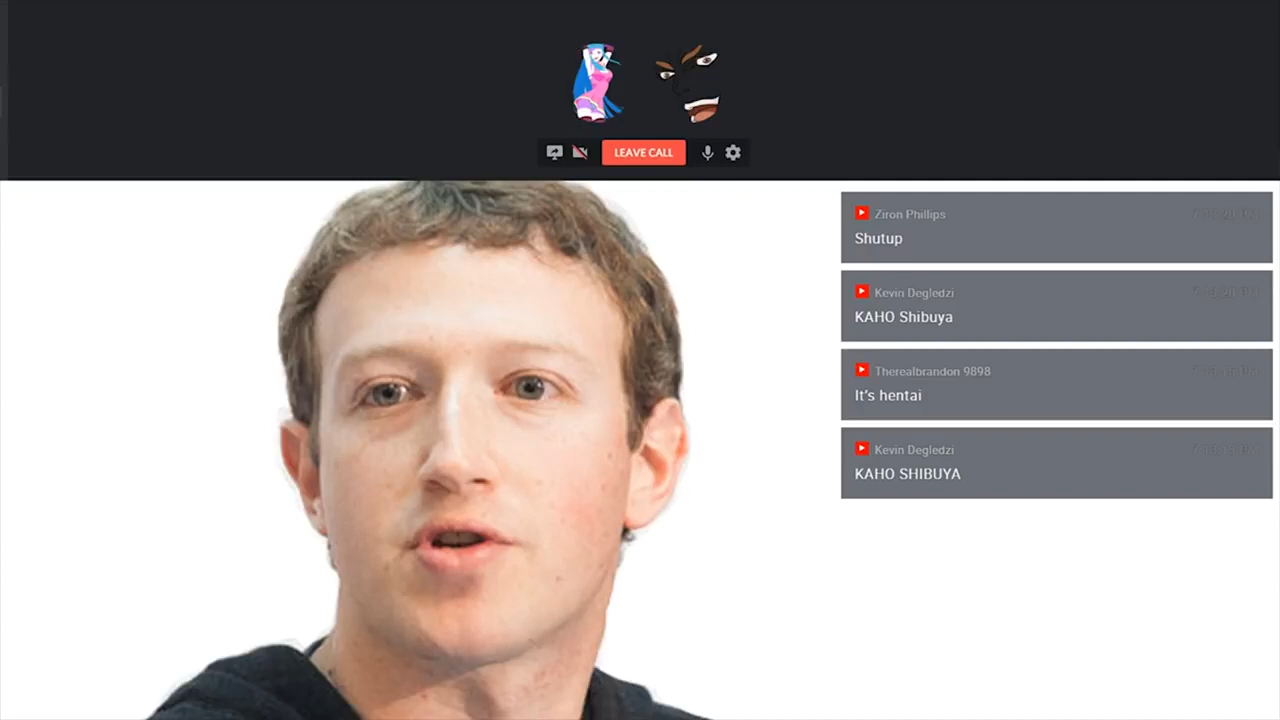 LEAVE CALL
Ziron Phillips
Shutup
Kevin Degledzi
KAHO Shibuya
Therealbrandon 9898
It's hentai
Kevin Degledzi
KAHO SHIBUYA